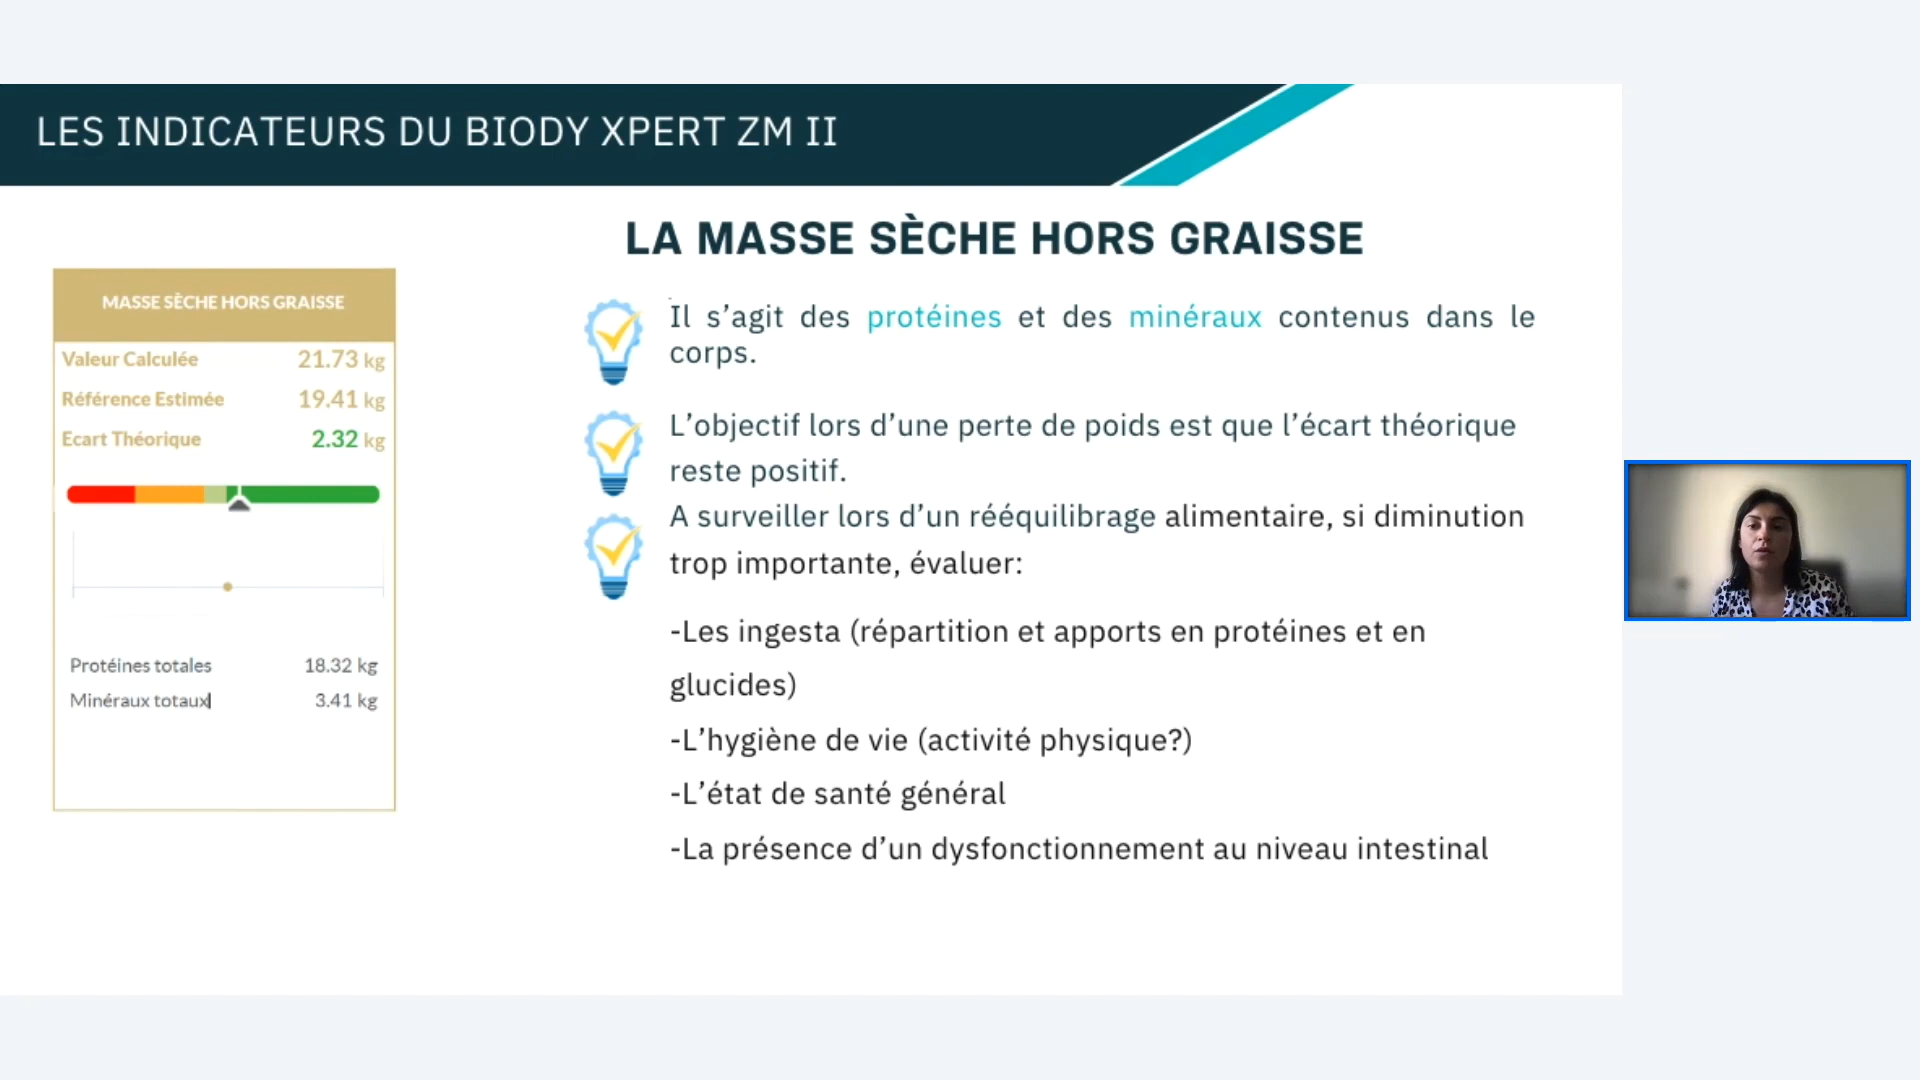 LES INDICATEURS DU BIODY XPERT ZM II
LA MASSE SÈCHE HORS GRAISSE
MASSE SÈCHE HORS GRAISSE
Valeur Calculée 21.73 kg
Référence Estimée 19.41 kg
Ecart Théorique 2.32 kg
Protéines totales 18.32 kg
Minéraux totaux 3.41 kg
Il s’agit des protéines et des minéraux contenus dans le
corps.
L’objectif lors d’une perte de poids est que l’écart théorique
reste positif.
A surveiller lors d’un rééquilibrage alimentaire, si diminution
trop importante, évaluer:
-Les ingesta (répartition et apports en protéines et en
glucides)
-L’hygiène de vie (activité physique?)
-L’état de santé général
-La présence d’un dysfonctionnement au niveau intestinal